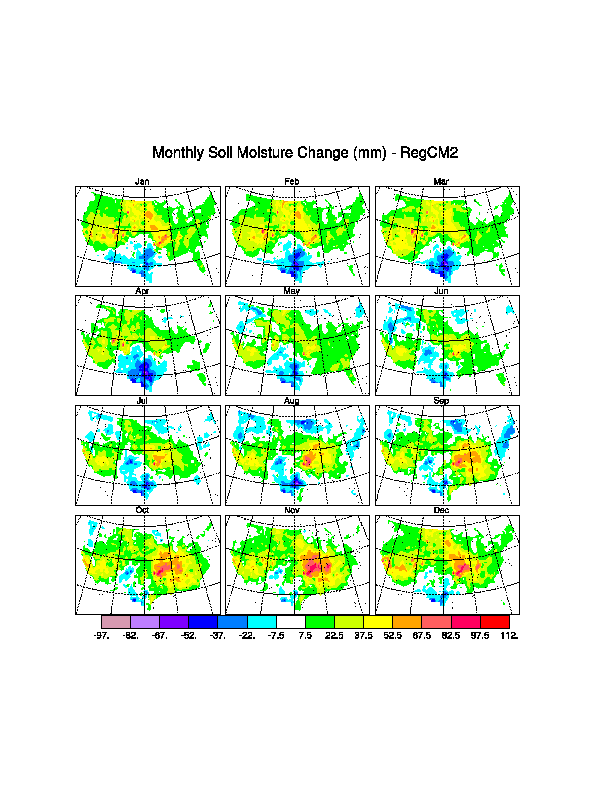 Monthly Soil Moisture Change (mm) - RegCM2
Jan Feb Mar
Apr May Jun
Jul Aug Sep
Oct Nov Dec
-97. -82. -67. -52. -37. -22. -7.5 7.5 22.5 37.5 52.5 67.5 82.5 97.5 112.